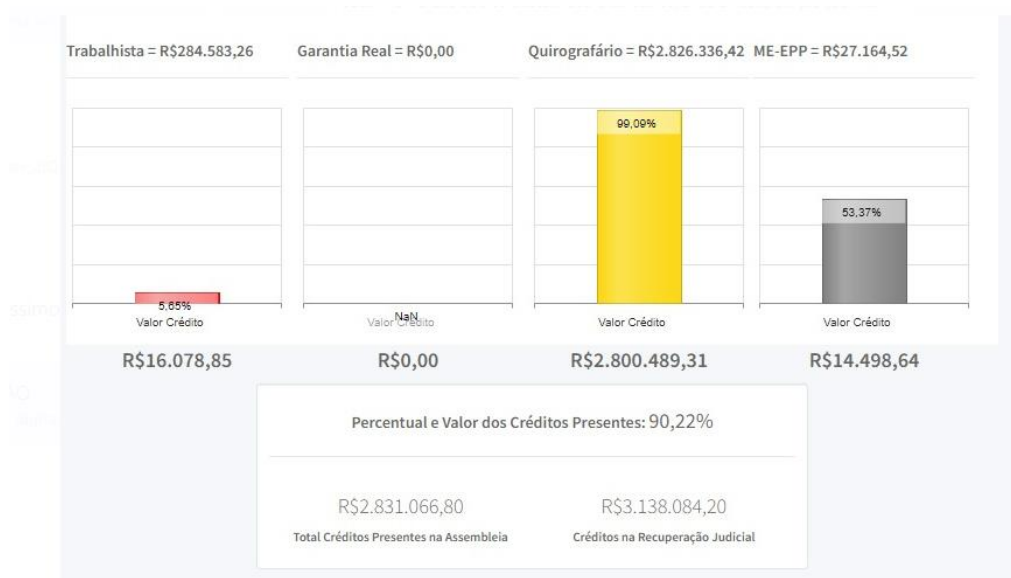 Trabalhista = R$284.583,26
Garantia Real = R$0,00
Quirografário = R$2.826.336,42
ME-EPP = R$27.164,52
5,65%
NaN
99,09%
53,37%
Valor Crédito
Valor Crédito
Valor Crédito
Valor Crédito
R$16.078,85
R$0,00
R$2.800.489,31
R$14.498,64
Percentual e Valor dos Créditos Presentes: 90,22%
R$2.831.066,80
R$3.138.084,20
Total Créditos Presentes na Assembleia
Créditos na Recuperação Judicial